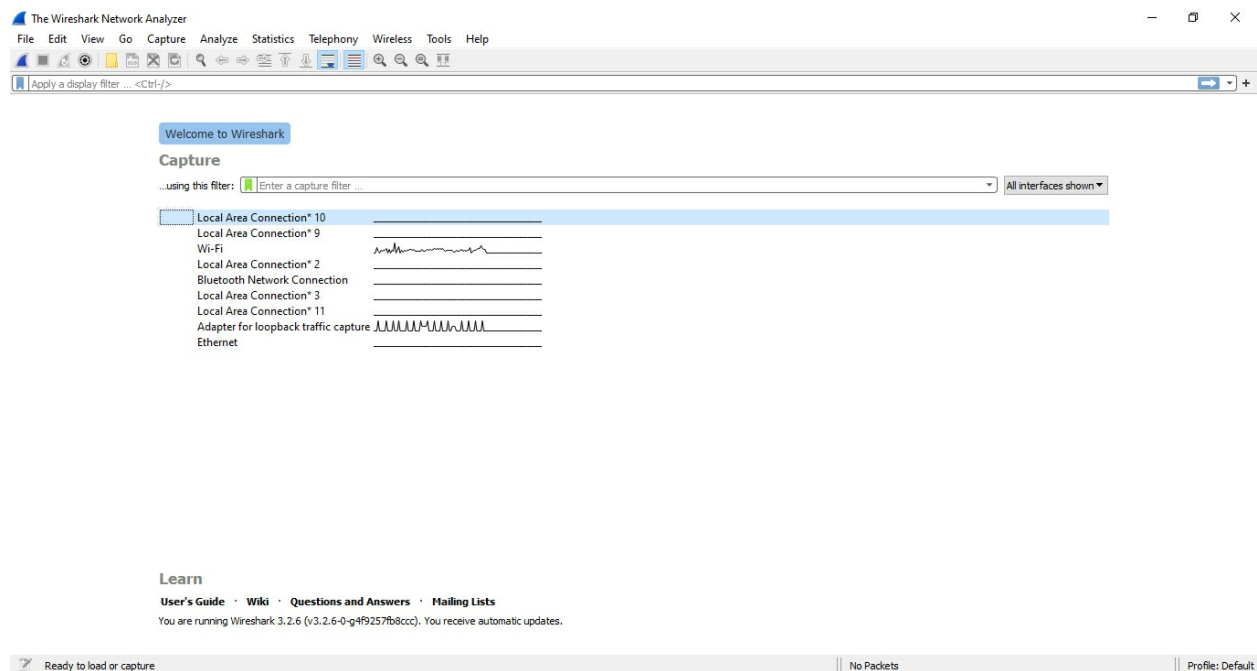 The Wireshark Network Analyzer
File Edit View Go Capture Analyze Statistics Telephony Wireless Tools Help
Apply a display filter ... <Ctrl-/>
Welcome to Wireshark
Capture
...using this filter: Enter a capture filter ... All interfaces shown
Local Area Connection* 10
Local Area Connection* 9
Wi-Fi
Local Area Connection* 2
Bluetooth Network Connection
Local Area Connection* 3
Local Area Connection* 11
Adapter for loopback traffic capture
Ethernet
Learn
User's Guide · Wiki · Questions and Answers · Mailing Lists
You are running Wireshark 3.2.6 (v3.2.6-0-g4f9257fb8ccc). You receive automatic updates.
Ready to load or capture No Packets Profile: Default